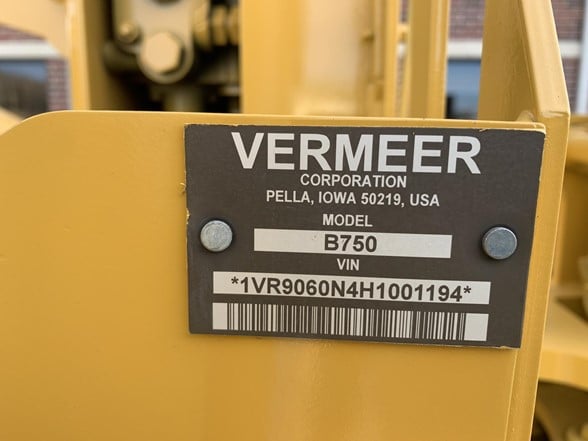 VERMEER
CORPORATION
PELLA, IOWA 50219, USA
MODEL
B750
VIN
*1VR9060N4H1001194*